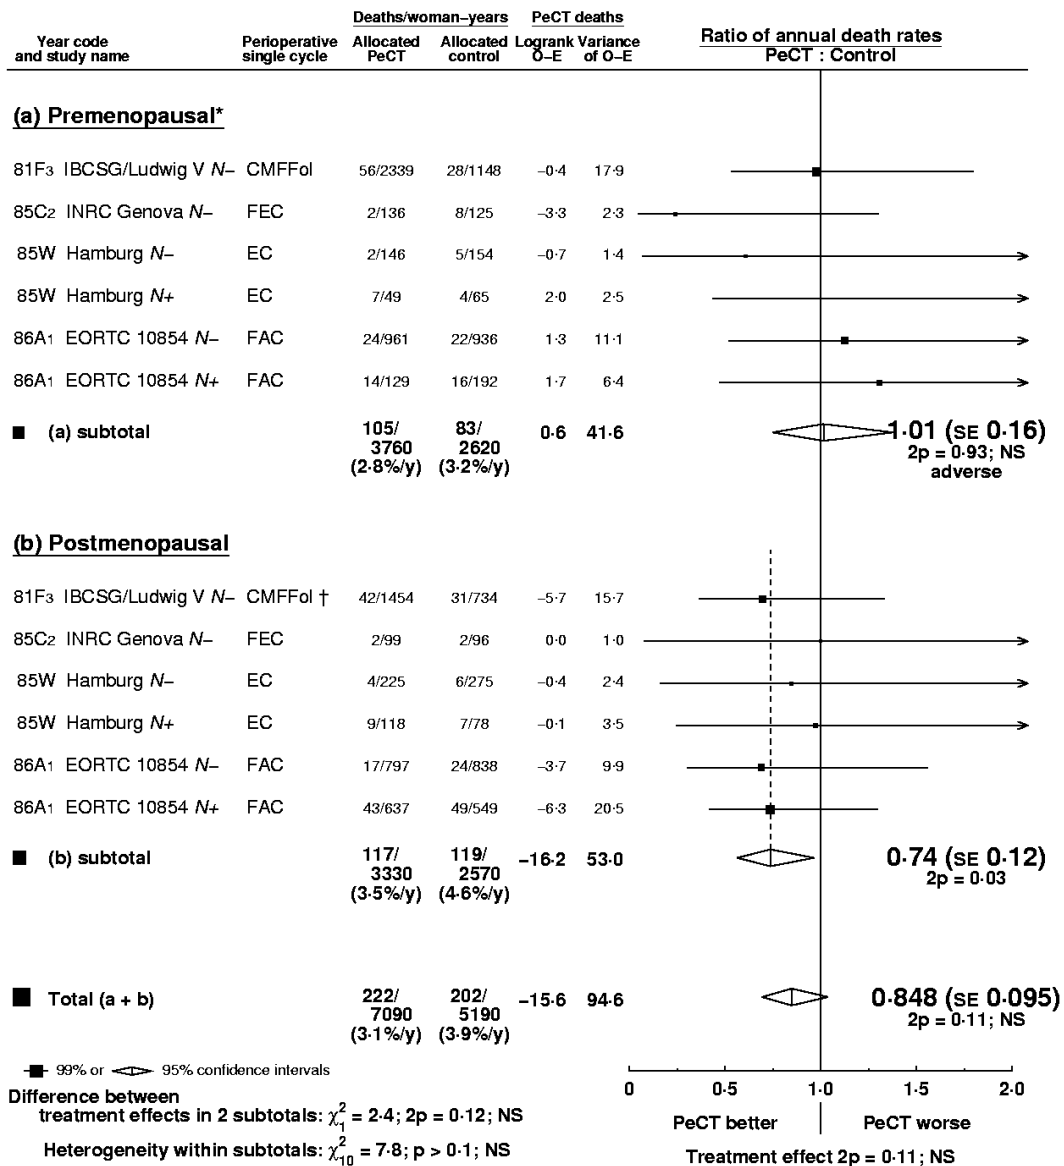 Deaths/woman–years PeCT deaths
Year code Perioperative Allocated Allocated Logrank Variance Ratio of annual death rates
and study name single cycle PeCT control O–E of O–E PeCT : Control
(a) Premenopausal*
81F3 IBCSG/Ludwig V N– CMFFol 56/2339 28/1148 –0·4 17·9
85C2 INRC Genova N– FEC 2/136 8/125 –3·3 2·3
85W Hamburg N– EC 2/146 5/154 –0·7 1·4
85W Hamburg N+ EC 7/49 4/65 2·0 2·5
86A1 EORTC 10854 N– FAC 24/961 22/936 1·3 11·1
86A1 EORTC 10854 N+ FAC 14/129 16/192 1·7 6·4
(a) subtotal 105/ 83/ 0·6 41·6 1·01 (SE 0·16)
3760 2620 2p = 0·93; NS
(2·8%/y) (3·2%/y) adverse
(b) Postmenopausal
81F3 IBCSG/Ludwig V N– CMFFol † 42/1454 31/734 –5·7 15·7
85C2 INRC Genova N– FEC 2/99 2/96 0·0 1·0
85W Hamburg N– EC 4/225 6/275 –0·4 2·4
85W Hamburg N+ EC 9/118 7/78 –0·1 3·5
86A1 EORTC 10854 N– FAC 17/797 24/838 –3·7 9·9
86A1 EORTC 10854 N+ FAC 43/637 49/549 –6·3 20·5
(b) subtotal 117/ 119/ –16·2 53·0 0·74 (SE 0·12)
3330 2570 2p = 0·03
(3·5%/y) (4·6%/y)
Total (a + b) 222/ 202/ –15·6 94·6 0·848 (SE 0·095)
7090 5190 2p = 0·11; NS
(3·1%/y) (3·9%/y)
99% or 95% confidence intervals
0 0·5 1·0 1·5 2·0
Difference between
treatment effects in 2 subtotals: χ²₁ = 2·4; 2p = 0·12; NS
PeCT better PeCT worse
Heterogeneity within subtotals: χ²₁₀ = 7·8; p > 0·1; NS
Treatment effect 2p = 0·11; NS